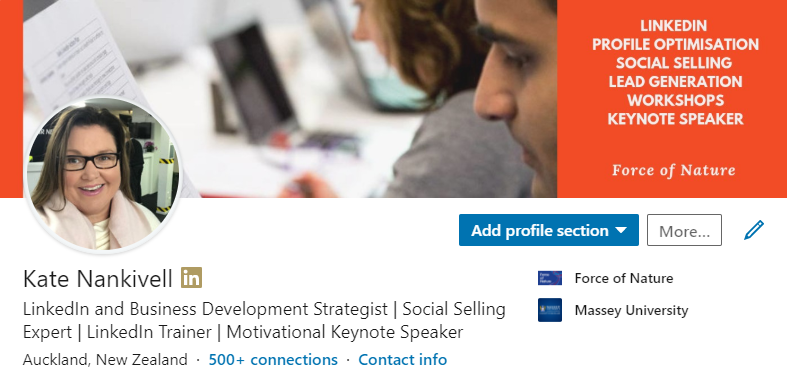 LINKEDIN
PROFILE OPTIMISATION
SOCIAL SELLING
LEAD GENERATION
WORKSHOPS
KEYNOTE SPEAKER
Force of Nature
Add profile section
More...
Kate Nankivell in
Force of Nature
LinkedIn and Business Development Strategist | Social Selling
Expert | LinkedIn Trainer | Motivational Keynote Speaker
Massey University
Auckland, New Zealand · 500+ connections · Contact info